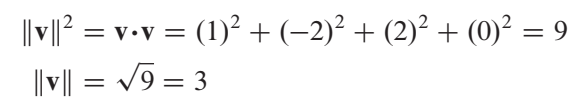 ‖v‖² = v·v = (1)² + (−2)² + (2)² + (0)² = 9
‖v‖ = √9 = 3